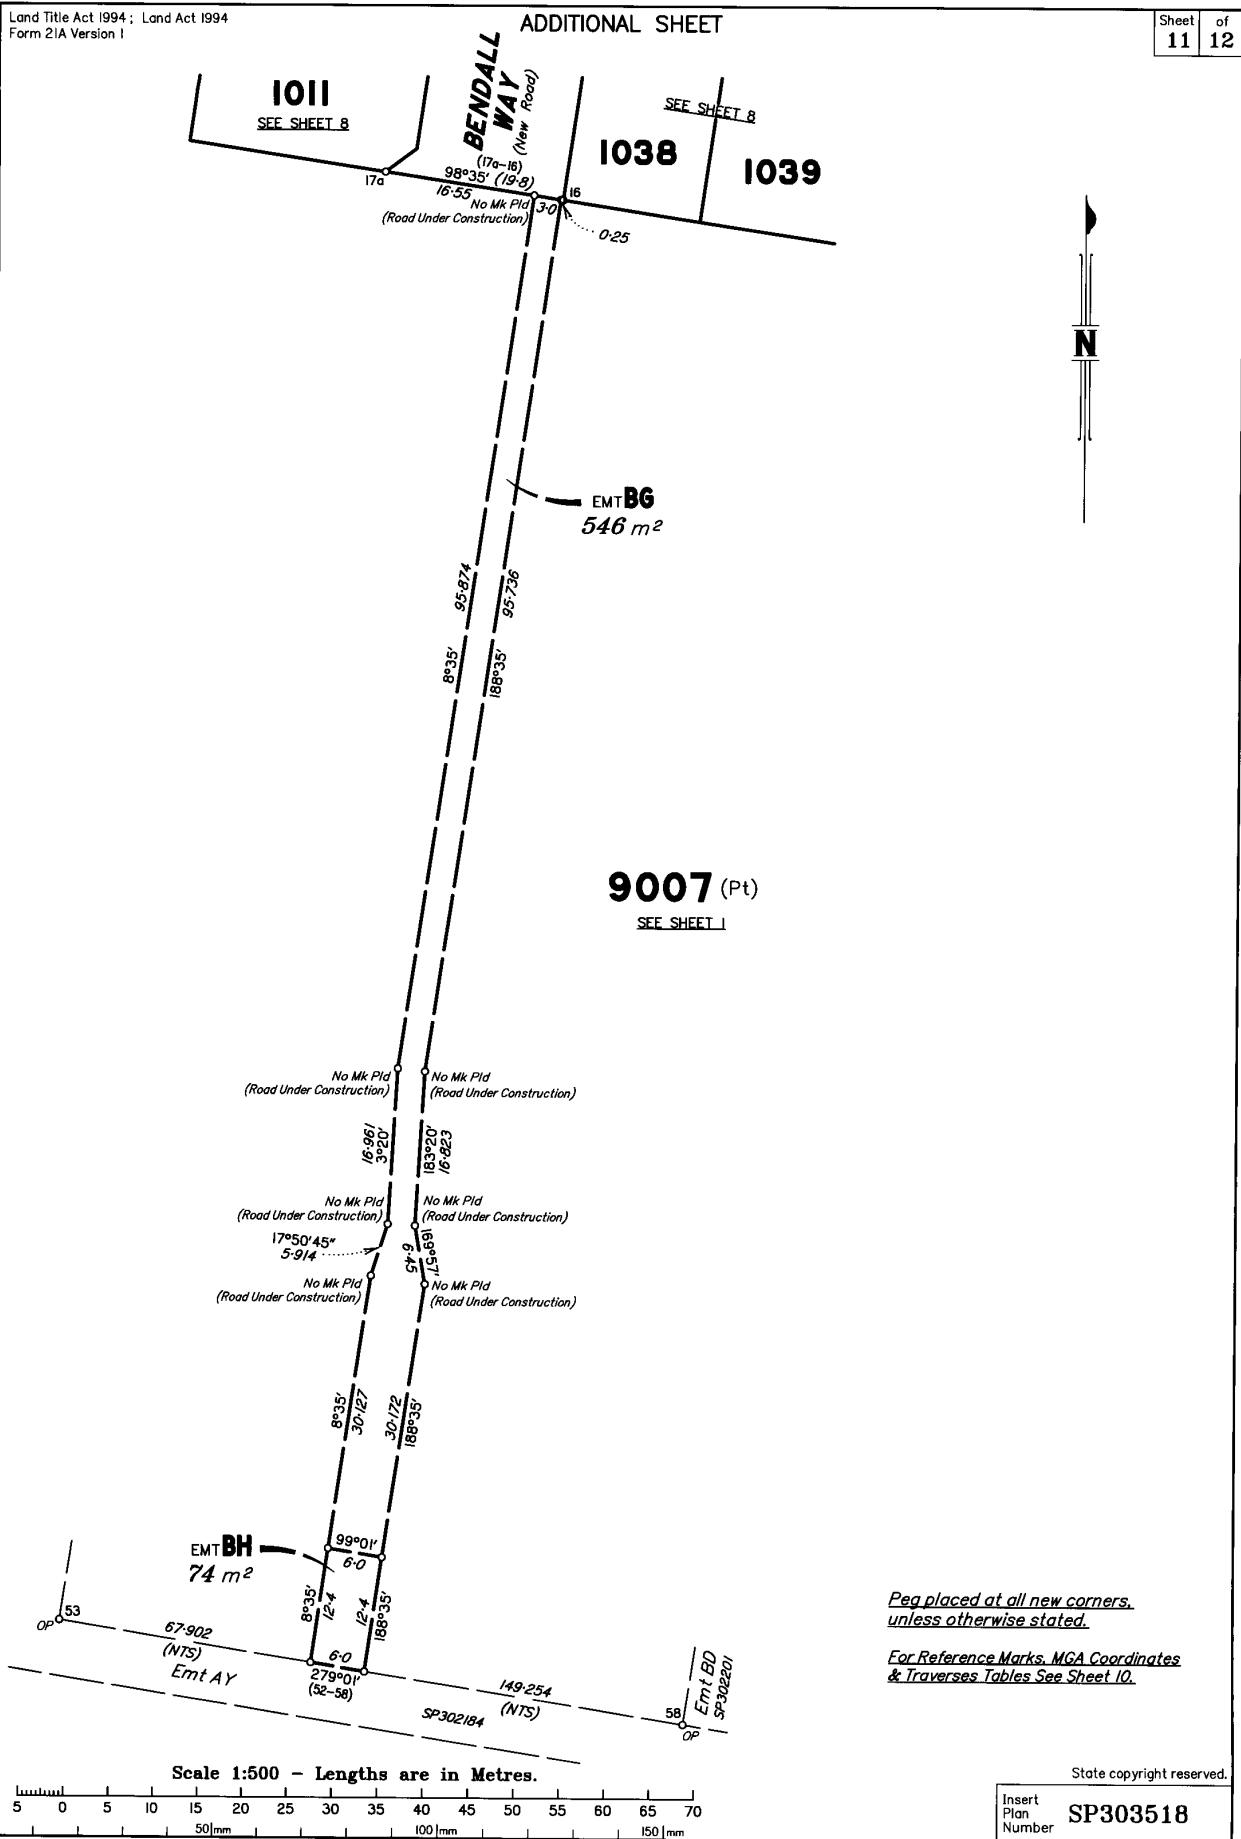 Land Title Act 1994 ; Land Act 1994
Form 21A Version 1
ADDITIONAL SHEET
Sheet of
11 12
1011
SEE SHEET 8
BENDALL
WAY
(New Road)
SEE SHEET 8
1038
1039
(17a-16)
98°35' (19·8)
17a
16·55
No Mk Pld
(Road Under Construction)
3·0
16
0·25
N
EMT BG
546 m²
95·874
8°35'
95·736
188°35'
9007 (Pt)
SEE SHEET 1
No Mk Pld
(Road Under Construction)
No Mk Pld
(Road Under Construction)
16·961
3°20'
183°20'
16·823
No Mk Pld
(Road Under Construction)
No Mk Pld
(Road Under Construction)
17°50'45"
5·914
169°57'
6·45
No Mk Pld
(Road Under Construction)
No Mk Pld
(Road Under Construction)
8°35'
30·127
30·172
188°35'
EMT BH
74 m²
99°01'
6·0
8°35'
12·4
12·4
188°35'
53
OP
67·902
(NTS)
Emt AY
6·0
279°01'
(52-58)
149·254
(NTS)
SP302184
58
OP
Emt BD
SP302201
Peg placed at all new corners,
unless otherwise stated.
For Reference Marks, MGA Coordinates
& Traverses Tables See Sheet 10.
Scale 1:500 - Lengths are in Metres.
5 0 5 10 15 20 25 30 35 40 45 50 55 60 65 70
50 mm 100 mm 150 mm
State copyright reserved.
Insert
Plan
Number
SP303518